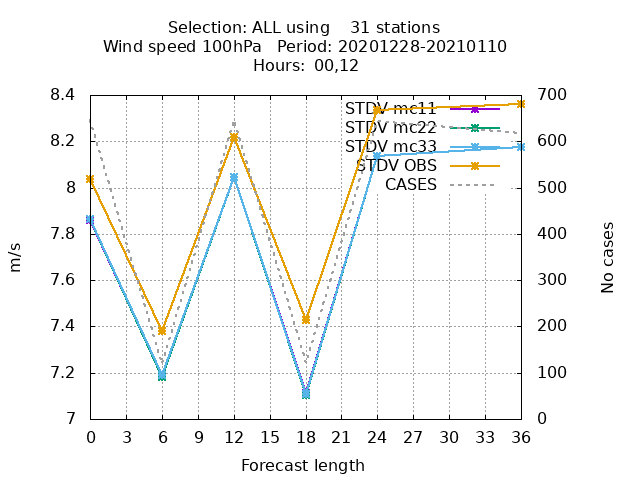 Selection: ALL using    31 stations
Wind speed 100hPa   Period: 20201228-20210110
Hours:  00,12
8.4
8.2
8
7.8
7.6
7.4
7.2
7
700
600
500
400
300
200
100
0
0 3 6 9 12 15 18 21 24 27 30 33 36
m/s
No cases
Forecast length
STDV mc11
STDV mc22
STDV mc33
STDV OBS
CASES